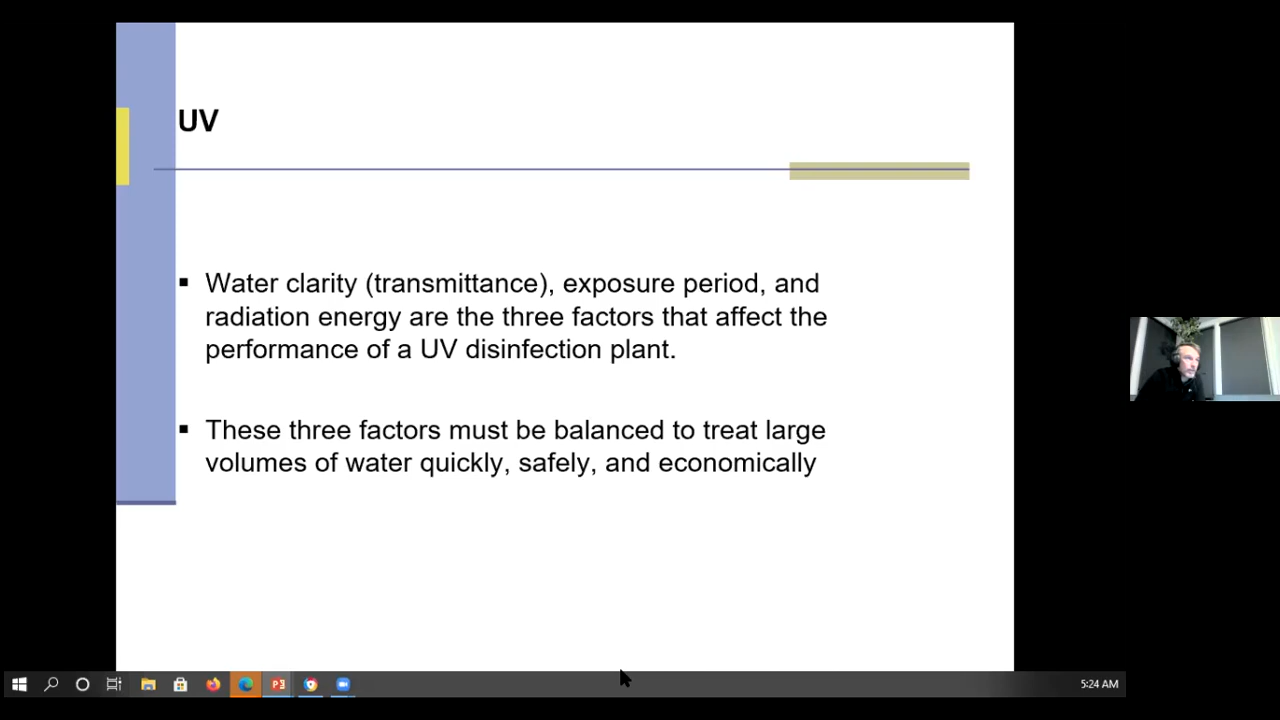 UV
▪ Water clarity (transmittance), exposure period, and
radiation energy are the three factors that affect the
performance of a UV disinfection plant.
▪ These three factors must be balanced to treat large
volumes of water quickly, safely, and economically
5:24 AM